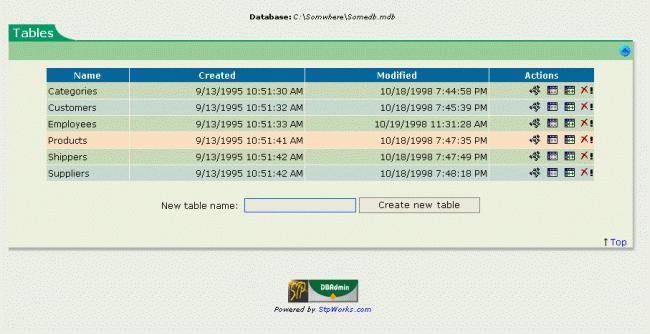 Database: C:\Somwhere\Somedb.mdb
Tables
Name Created Modified Actions
Categories 9/13/1995 10:51:30 AM 10/18/1998 7:44:58 PM
Customers 9/13/1995 10:51:32 AM 10/18/1998 7:45:39 PM
Employees 9/13/1995 10:51:33 AM 10/19/1998 11:31:28 AM
Products 9/13/1995 10:51:41 AM 10/18/1998 7:47:35 PM
Shippers 9/13/1995 10:51:42 AM 10/18/1998 7:47:49 PM
Suppliers 9/13/1995 10:51:42 AM 10/18/1998 7:48:18 PM
New table name: Create new table
↑ Top
STP DBAdmin
Powered by StpWorks.com